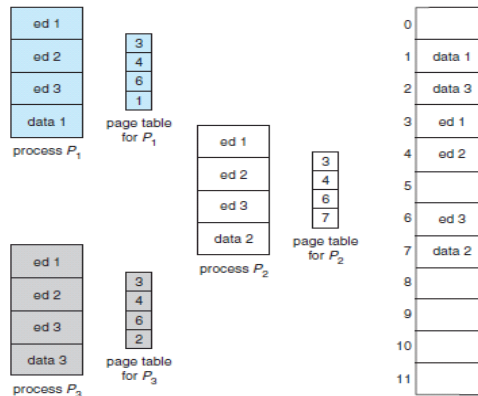 ed 1
ed 2
ed 3
data 1
process P1
3
4
6
1
page table
for P1
ed 1
ed 2
ed 3
data 2
process P2
3
4
6
7
page table
for P2
ed 1
ed 2
ed 3
data 3
process P3
3
4
6
2
page table
for P3
0
1 data 1
2 data 3
3 ed 1
4 ed 2
5
6 ed 3
7 data 2
8
9
10
11